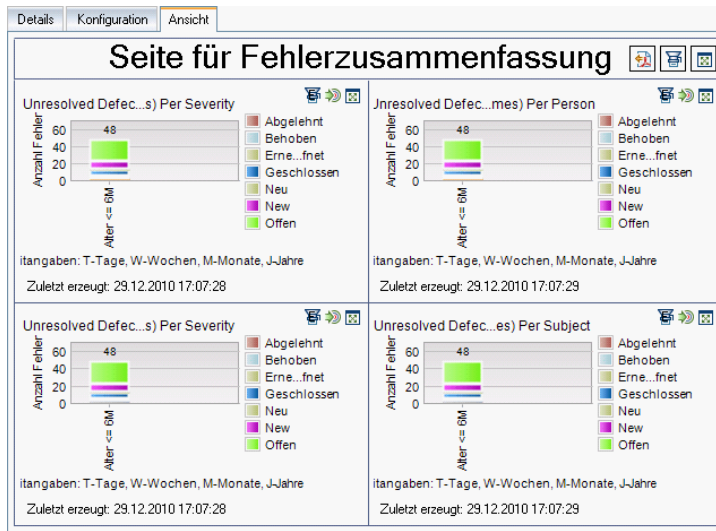 Details Konfiguration Ansicht
Seite für Fehlerzusammenfassung
Unresolved Defec...s) Per Severity
Anzahl Fehler
60
40
20
0
48
Alter <= 6M
Abgelehnt
Behoben
Erne...fnet
Geschlossen
Neu
New
Offen
itangaben: T-Tage, W-Wochen, M-Monate, J-Jahre
Zuletzt erzeugt: 29.12.2010 17:07:28
Jnresolved Defec...mes) Per Person
Anzahl Fehler
60
40
20
0
48
Alter <= 6M
Abgelehnt
Behoben
Erne...fnet
Geschlossen
Neu
New
Offen
itangaben: T-Tage, W-Wochen, M-Monate, J-Jahre
Zuletzt erzeugt: 29.12.2010 17:07:29
Unresolved Defec...s) Per Severity
Anzahl Fehler
60
40
20
0
48
Alter <= 6M
Abgelehnt
Behoben
Erne...fnet
Geschlossen
Neu
New
Offen
itangaben: T-Tage, W-Wochen, M-Monate, J-Jahre
Zuletzt erzeugt: 29.12.2010 17:07:28
Unresolved Defec...es) Per Subject
Anzahl Fehler
60
40
20
0
48
Alter <= 6M
Abgelehnt
Behoben
Erne...fnet
Geschlossen
Neu
New
Offen
itangaben: T-Tage, W-Wochen, M-Monate, J-Jahre
Zuletzt erzeugt: 29.12.2010 17:07:29